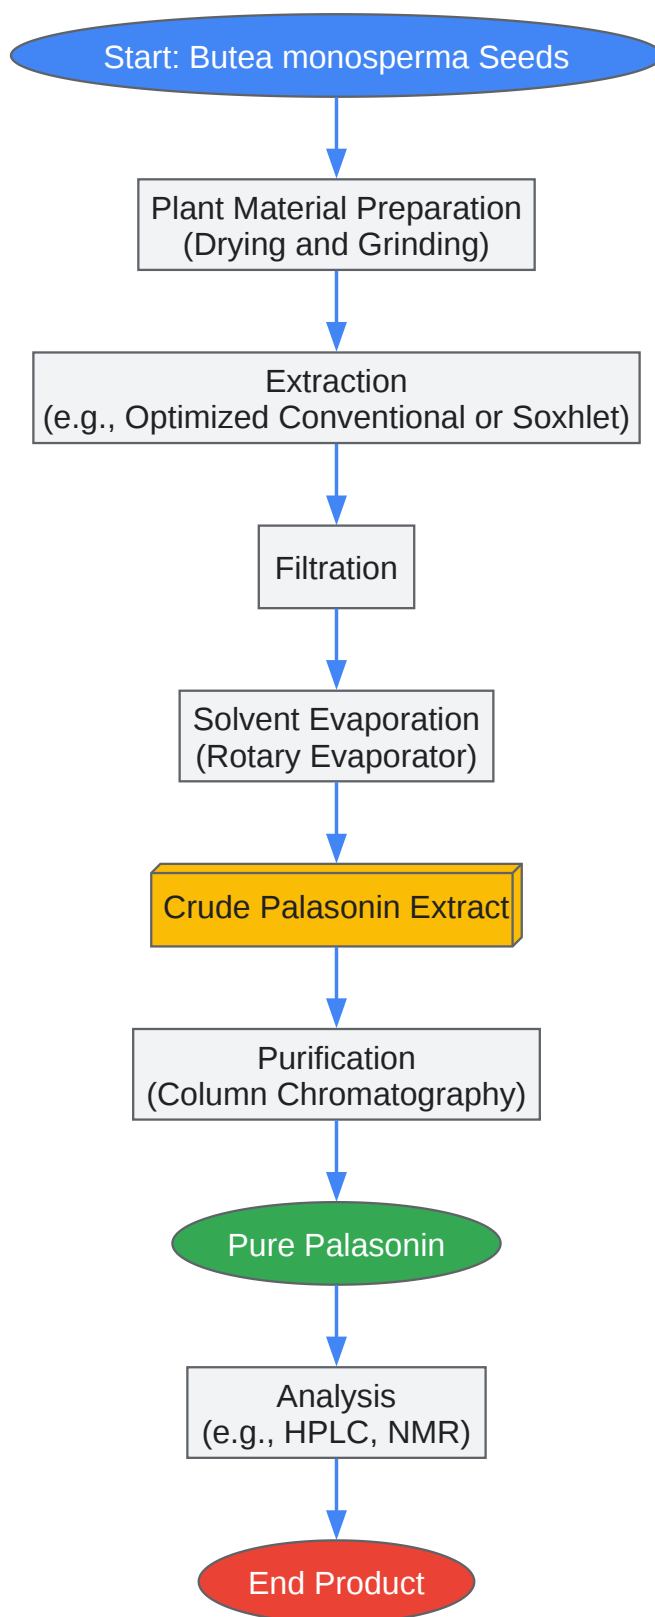 Start: Butea monosperma Seeds
Plant Material Preparation
(Drying and Grinding)
Extraction
(e.g., Optimized Conventional or Soxhlet)
Filtration
Solvent Evaporation
(Rotary Evaporator)
Crude Palasonin Extract
Purification
(Column Chromatography)
Pure Palasonin
Analysis
(e.g., HPLC, NMR)
End Product